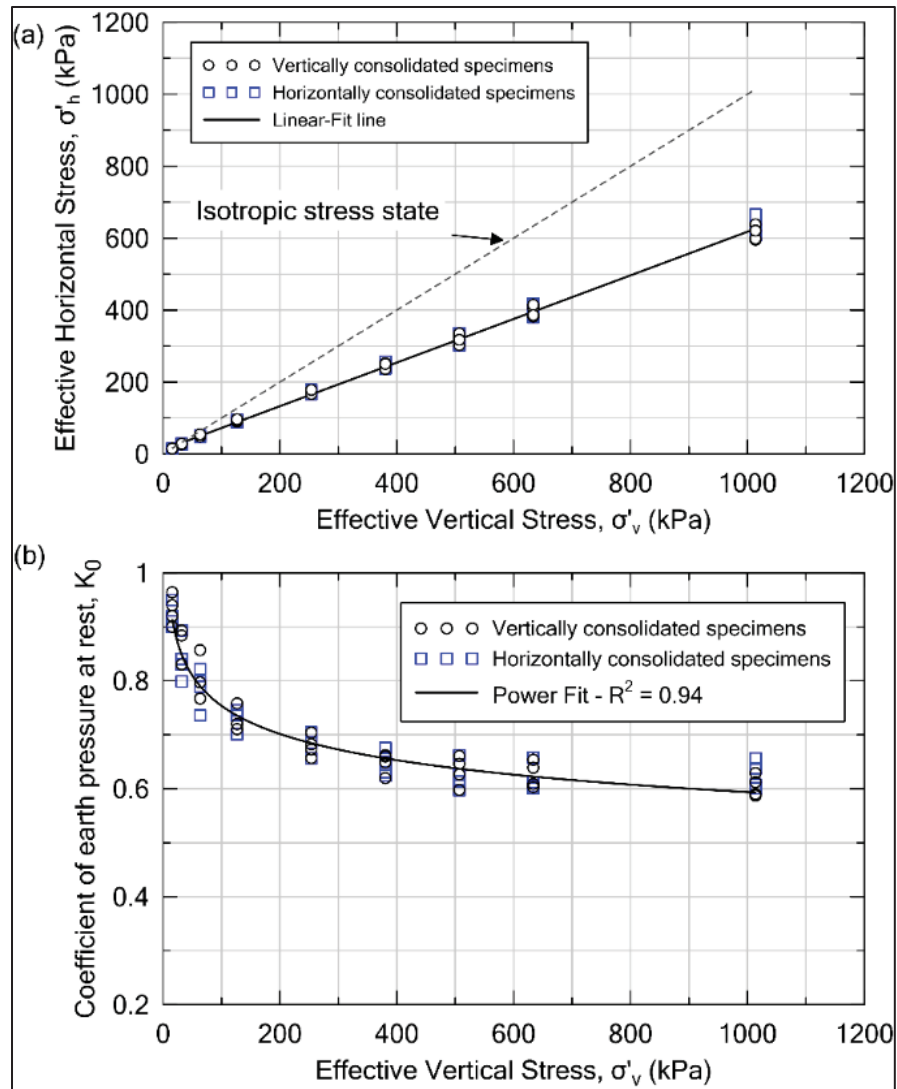 (a)
1200
1000
800
600
400
200
0
Effective Horizontal Stress, σ'h (kPa)
Vertically consolidated specimens
Horizontally consolidated specimens
Linear-Fit line
Isotropic stress state
0 200 400 600 800 1000 1200
Effective Vertical Stress, σ'v (kPa)
(b)
1
0.8
0.6
0.4
0.2
Coefficient of earth pressure at rest, K0
Vertically consolidated specimens
Horizontally consolidated specimens
Power Fit - R² = 0.94
0 200 400 600 800 1000 1200
Effective Vertical Stress, σ'v (kPa)